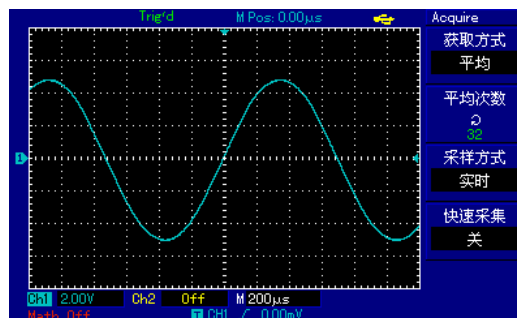 Trig'd M Pos: 0.00μs Acquire
获取方式
平均
平均次数
32
采样方式
实时
快速采集
关
1
Ch1 2.00V Ch2 Off M 200μs
Math Off T CH1 / 0.00mV